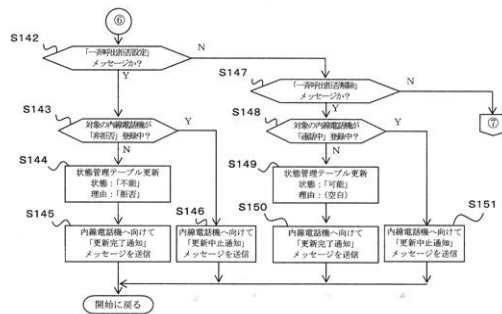 ⑥
S142
「一斉呼出拒否設定」
メッセージか?
N
Y
S147
「一斉呼出拒否解除」
メッセージか?
N
Y
⑦
S143
対象の内線電話機が
「非拒否」登録中?
Y
N
S148
対象の内線電話機が
「通話中」登録中?
Y
N
S144
状態管理テーブル更新
状態:「不能」
理由:「拒否」
S149
状態管理テーブル更新
状態:「可能」
理由:(空白)
S145
内線電話機へ向けて
「更新完了通知」
メッセージを送信
S146
内線電話機へ向けて
「更新中止通知」
メッセージを送信
S150
内線電話機へ向けて
「更新完了通知」
メッセージを送信
S151
内線電話機へ向けて
「更新中止通知」
メッセージを送信
開始に戻る